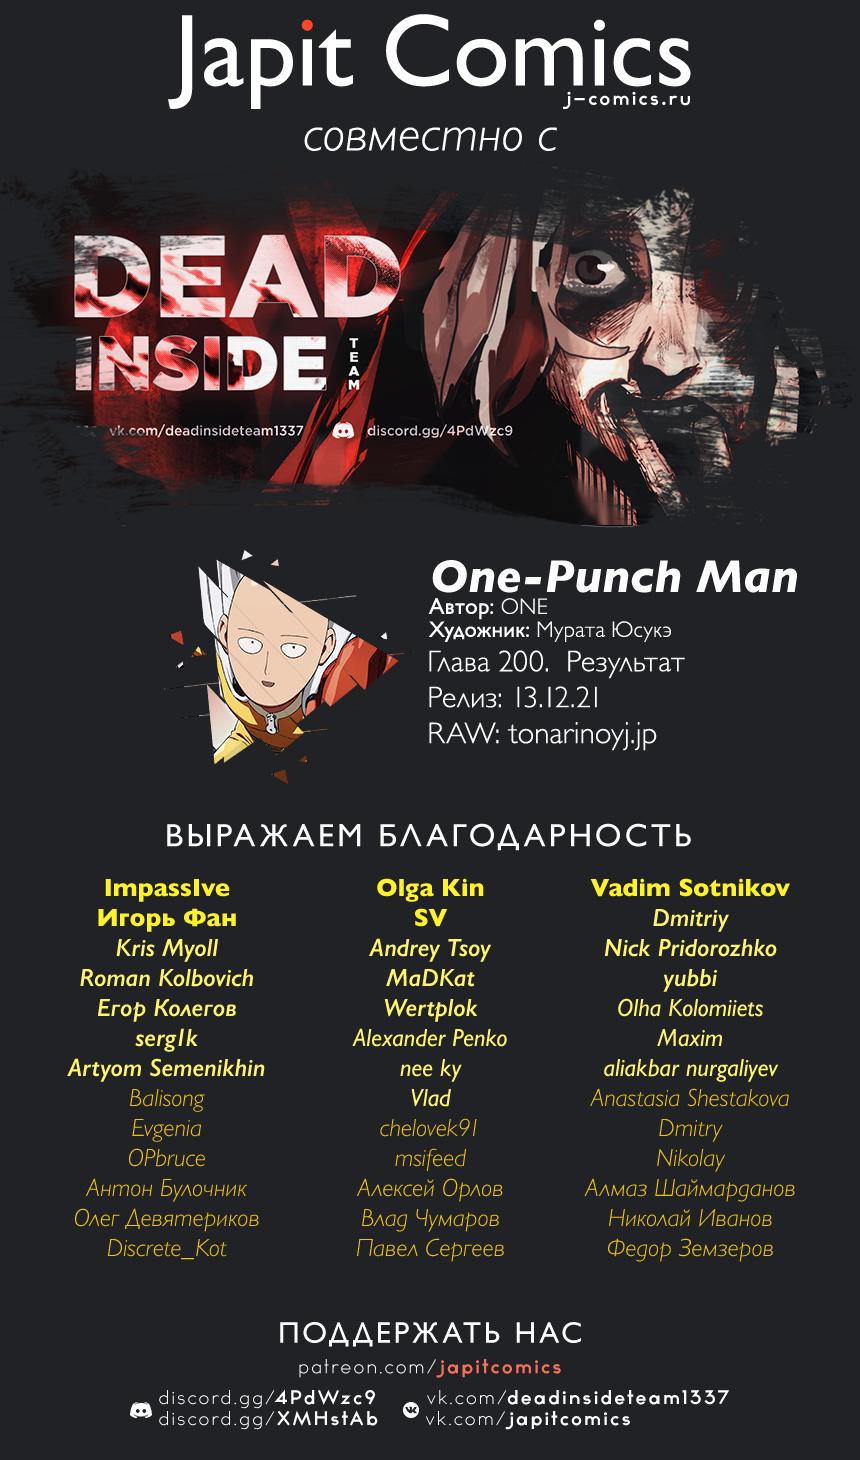 Japit Comics
j-comics.ru
совместно с
DEAD
INSIDE
TEAM
vk.com/deadinsideteam1337 discord.gg/4PdWzc9
One-Punch Man
Автор: ONE
Художник: Мурата Юсукэ
Глава 200. Результат
Релиз: 13.12.21
RAW: tonarinoyj.jp
ВЫРАЖАЕМ БЛАГОДАРНОСТЬ
ImpassIve Olga Kin Vadim Sotnikov
Игорь Фан SV Dmitriy
Kris Myoll Andrey Tsoy Nick Pridorozhko
Roman Kolbovich MaDKat yubbi
Егор Колегов Wertplok Olha Kolomiiets
serg1k Alexander Penko Maxim
Artyom Semenikhin nee ky aliakbar nurgaliyev
Balisong Vlad Anastasia Shestakova
Evgenia chelovek91 Dmitry
OPbruce msifeed Nikolay
Антон Булочник Алексей Орлов Алмаз Шаймарданов
Олег Девятериков Влад Чумаров Николай Иванов
Discrete_Kot Павел Сергеев Федор Земзеров
ПОДДЕРЖАТЬ НАС
patreon.com/japitcomics
discord.gg/4PdWzc9 vk.com/deadinsideteam1337
discord.gg/XMHstAb vk.com/japitcomics